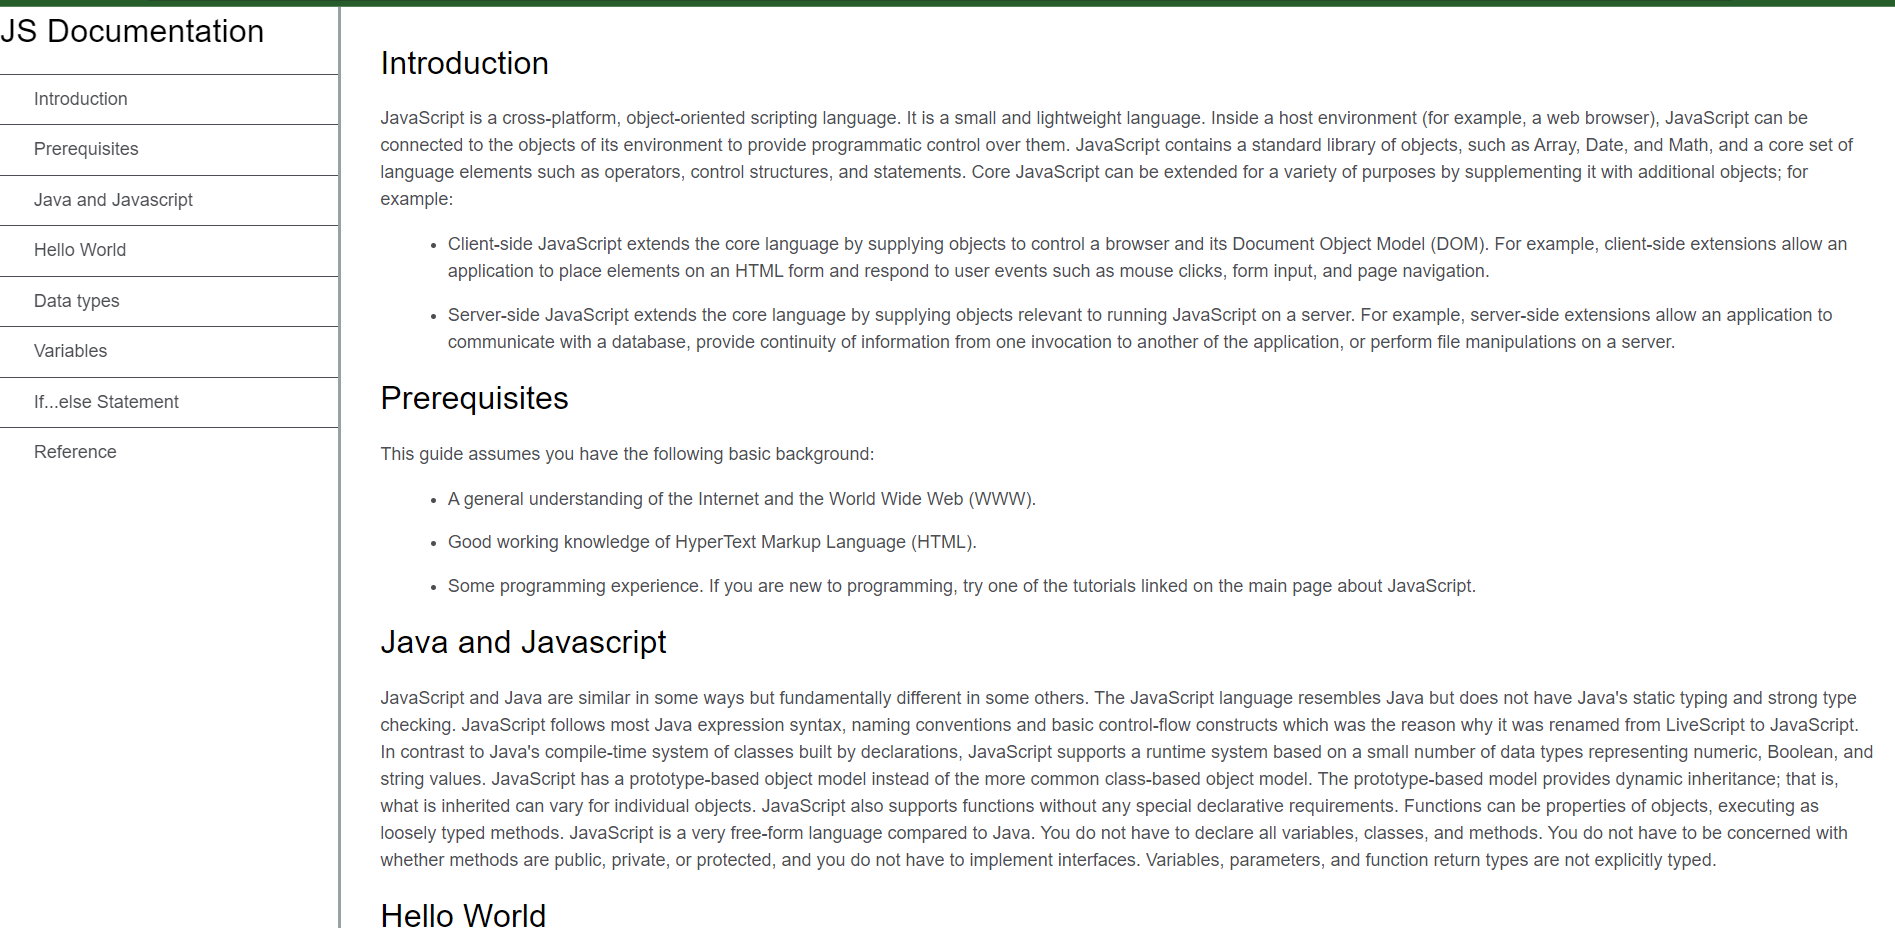 JS Documentation
Introduction
Prerequisites
Java and Javascript
Hello World
Data types
Variables
If...else Statement
Reference
Introduction
JavaScript is a cross-platform, object-oriented scripting language. It is a small and lightweight language. Inside a host environment (for example, a web browser), JavaScript can be
connected to the objects of its environment to provide programmatic control over them. JavaScript contains a standard library of objects, such as Array, Date, and Math, and a core set of
language elements such as operators, control structures, and statements. Core JavaScript can be extended for a variety of purposes by supplementing it with additional objects; for
example:
• Client-side JavaScript extends the core language by supplying objects to control a browser and its Document Object Model (DOM). For example, client-side extensions allow an
application to place elements on an HTML form and respond to user events such as mouse clicks, form input, and page navigation.
• Server-side JavaScript extends the core language by supplying objects relevant to running JavaScript on a server. For example, server-side extensions allow an application to
communicate with a database, provide continuity of information from one invocation to another of the application, or perform file manipulations on a server.
Prerequisites
This guide assumes you have the following basic background:
• A general understanding of the Internet and the World Wide Web (WWW).
• Good working knowledge of HyperText Markup Language (HTML).
• Some programming experience. If you are new to programming, try one of the tutorials linked on the main page about JavaScript.
Java and Javascript
JavaScript and Java are similar in some ways but fundamentally different in some others. The JavaScript language resembles Java but does not have Java's static typing and strong type
checking. JavaScript follows most Java expression syntax, naming conventions and basic control-flow constructs which was the reason why it was renamed from LiveScript to JavaScript.
In contrast to Java's compile-time system of classes built by declarations, JavaScript supports a runtime system based on a small number of data types representing numeric, Boolean, and
string values. JavaScript has a prototype-based object model instead of the more common class-based object model. The prototype-based model provides dynamic inheritance; that is,
what is inherited can vary for individual objects. JavaScript also supports functions without any special declarative requirements. Functions can be properties of objects, executing as
loosely typed methods. JavaScript is a very free-form language compared to Java. You do not have to declare all variables, classes, and methods. You do not have to be concerned with
whether methods are public, private, or protected, and you do not have to implement interfaces. Variables, parameters, and function return types are not explicitly typed.
Hello World